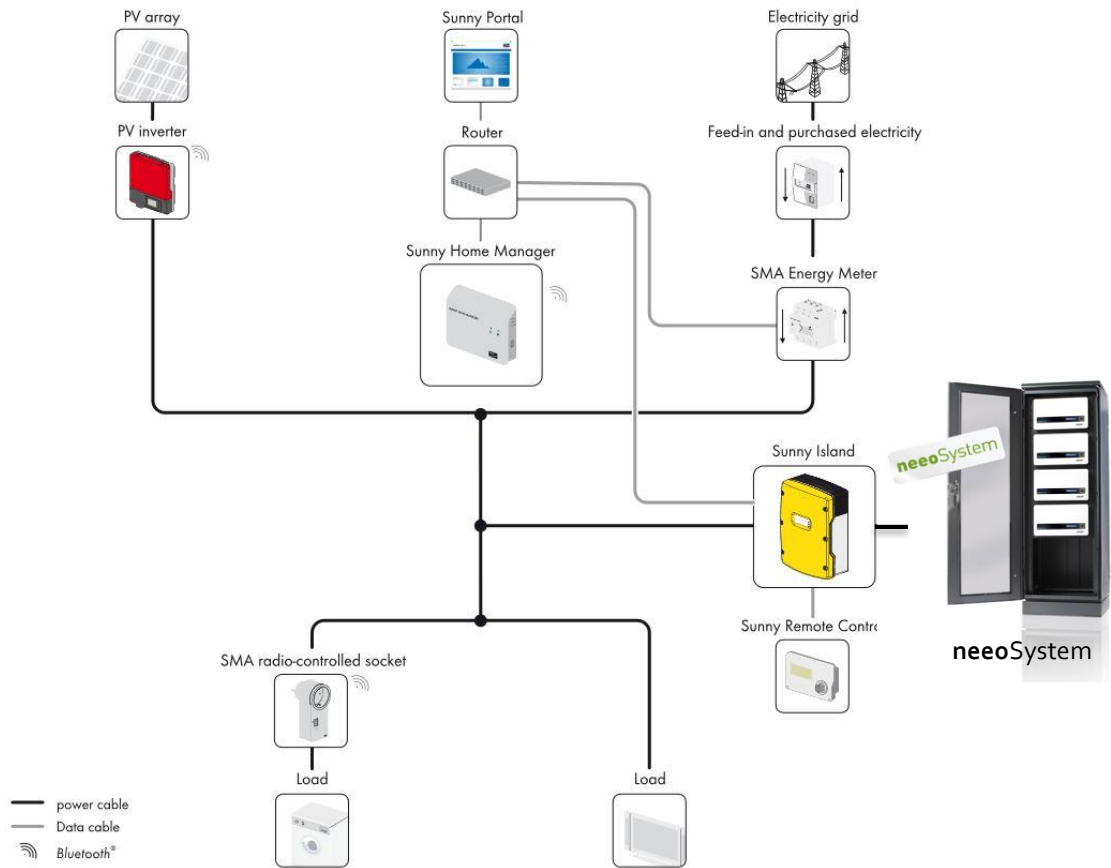 PV array
Sunny Portal
Electricity grid
PV inverter
Router
Feed-in and purchased electricity
Sunny Home Manager
SMA Energy Meter
Sunny Island
neeoSystem
Sunny Remote Contro
neeoSystem
SMA radio-controlled socket
Load
Load
power cable
Data cable
Bluetooth®